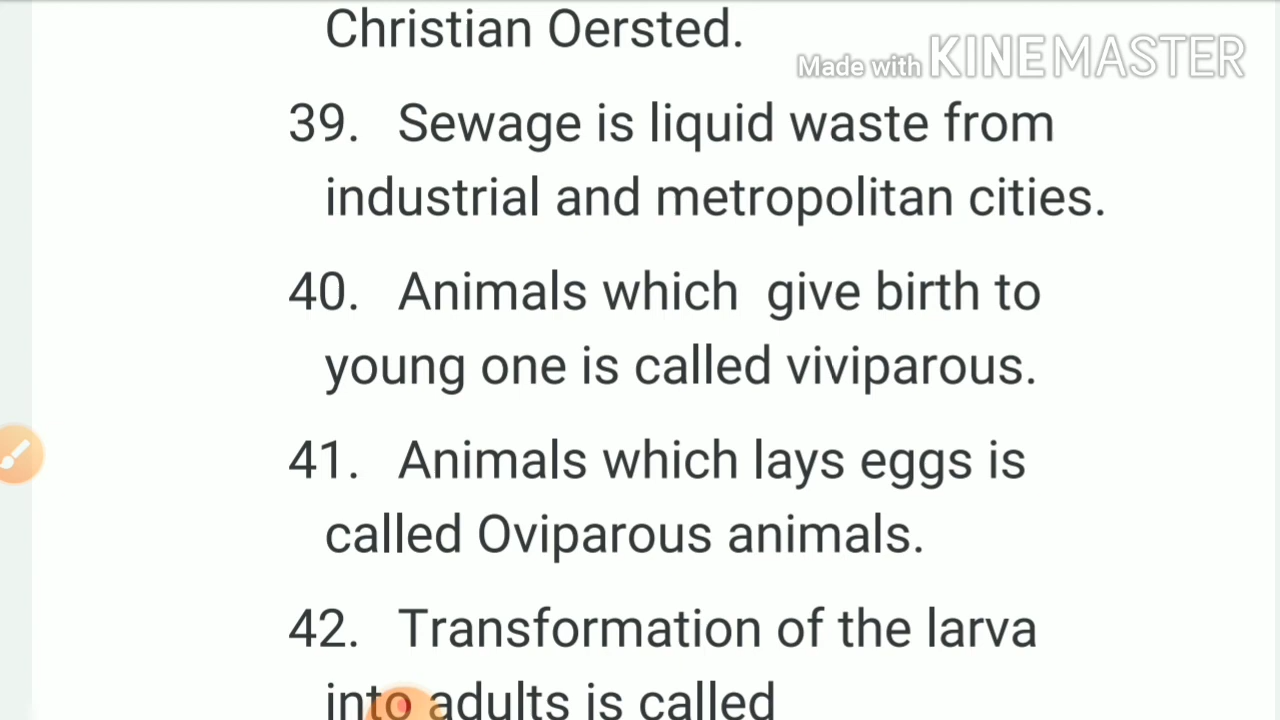 Christian Oersted.
Made with KINEMASTER
39. Sewage is liquid waste from
industrial and metropolitan cities.
40. Animals which give birth to
young one is called viviparous.
41. Animals which lays eggs is
called Oviparous animals.
42. Transformation of the larva
into adults is called